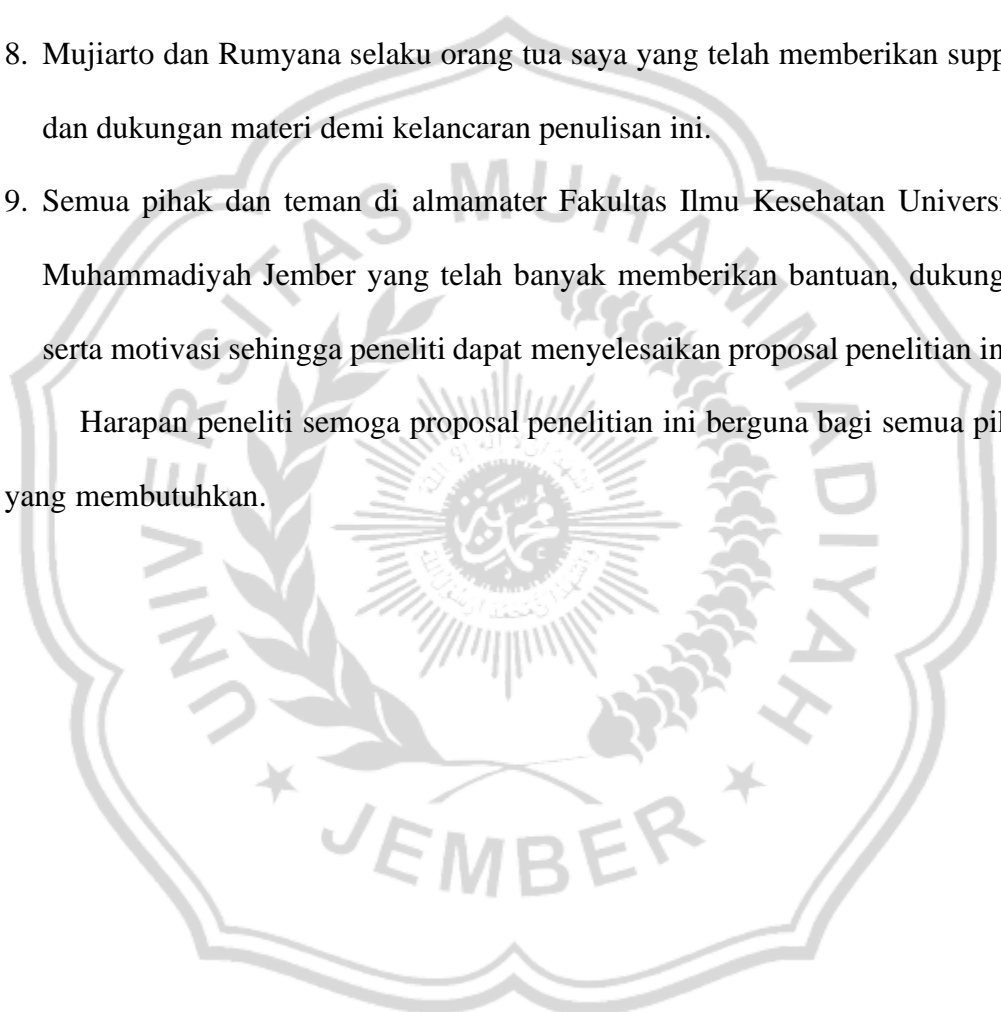 8. Mujiarto dan Rumyana selaku orang tua saya yang telah memberikan supp
dan dukungan materi demi kelancaran penulisan ini.
9. Semua pihak dan teman di almamater Fakultas Ilmu Kesehatan Univers
Muhammadiyah Jember yang telah banyak memberikan bantuan, dukung
serta motivasi sehingga peneliti dapat menyelesaikan proposal penelitian in
Harapan peneliti semoga proposal penelitian ini berguna bagi semua pi
yang membutuhkan.
UNIVERSITAS MUHAMMADIYAH
JEMBER